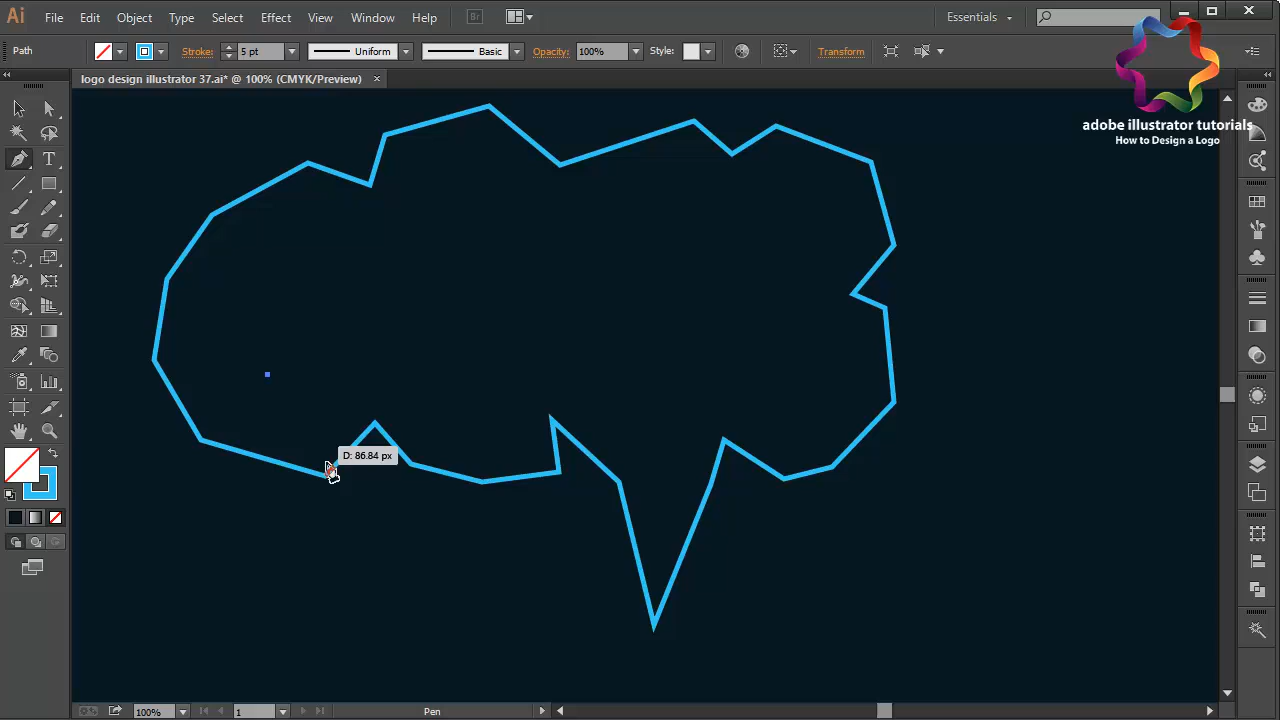 Ai File Edit Object Type Select Effect View Window Help Br Essentials
Path Stroke: 5 pt Uniform Basic Opacity: 100% Style: Transform
logo design illustrator 37.ai* @ 100% (CMYK/Preview) ×
adobe illustrator tutorials
How to Design a Logo
T
D: 86.84 px
100% 1 Pen